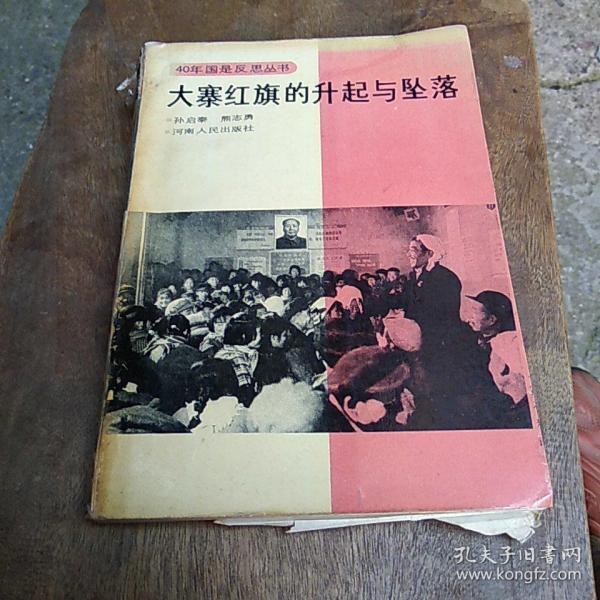 40年国是反思丛书
大寨红旗的升起与坠落
孙启泰 熊志勇
河南人民出版社
孔夫子旧书网
www.kongfz.com